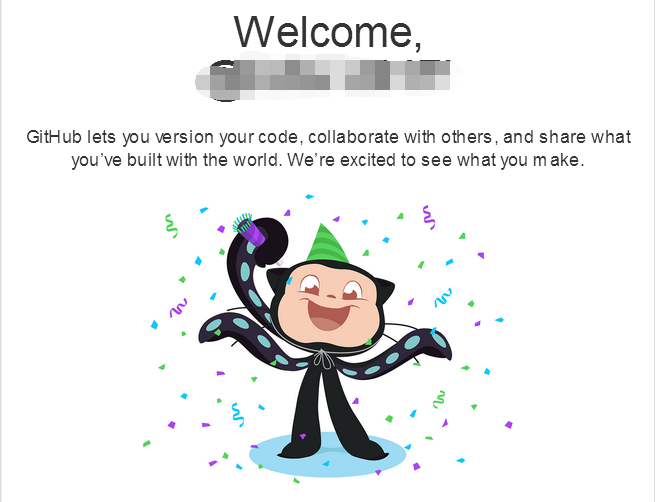 Welcome,
GitHub lets you version your code, collaborate with others, and share what
you've built with the world. We're excited to see what you make.